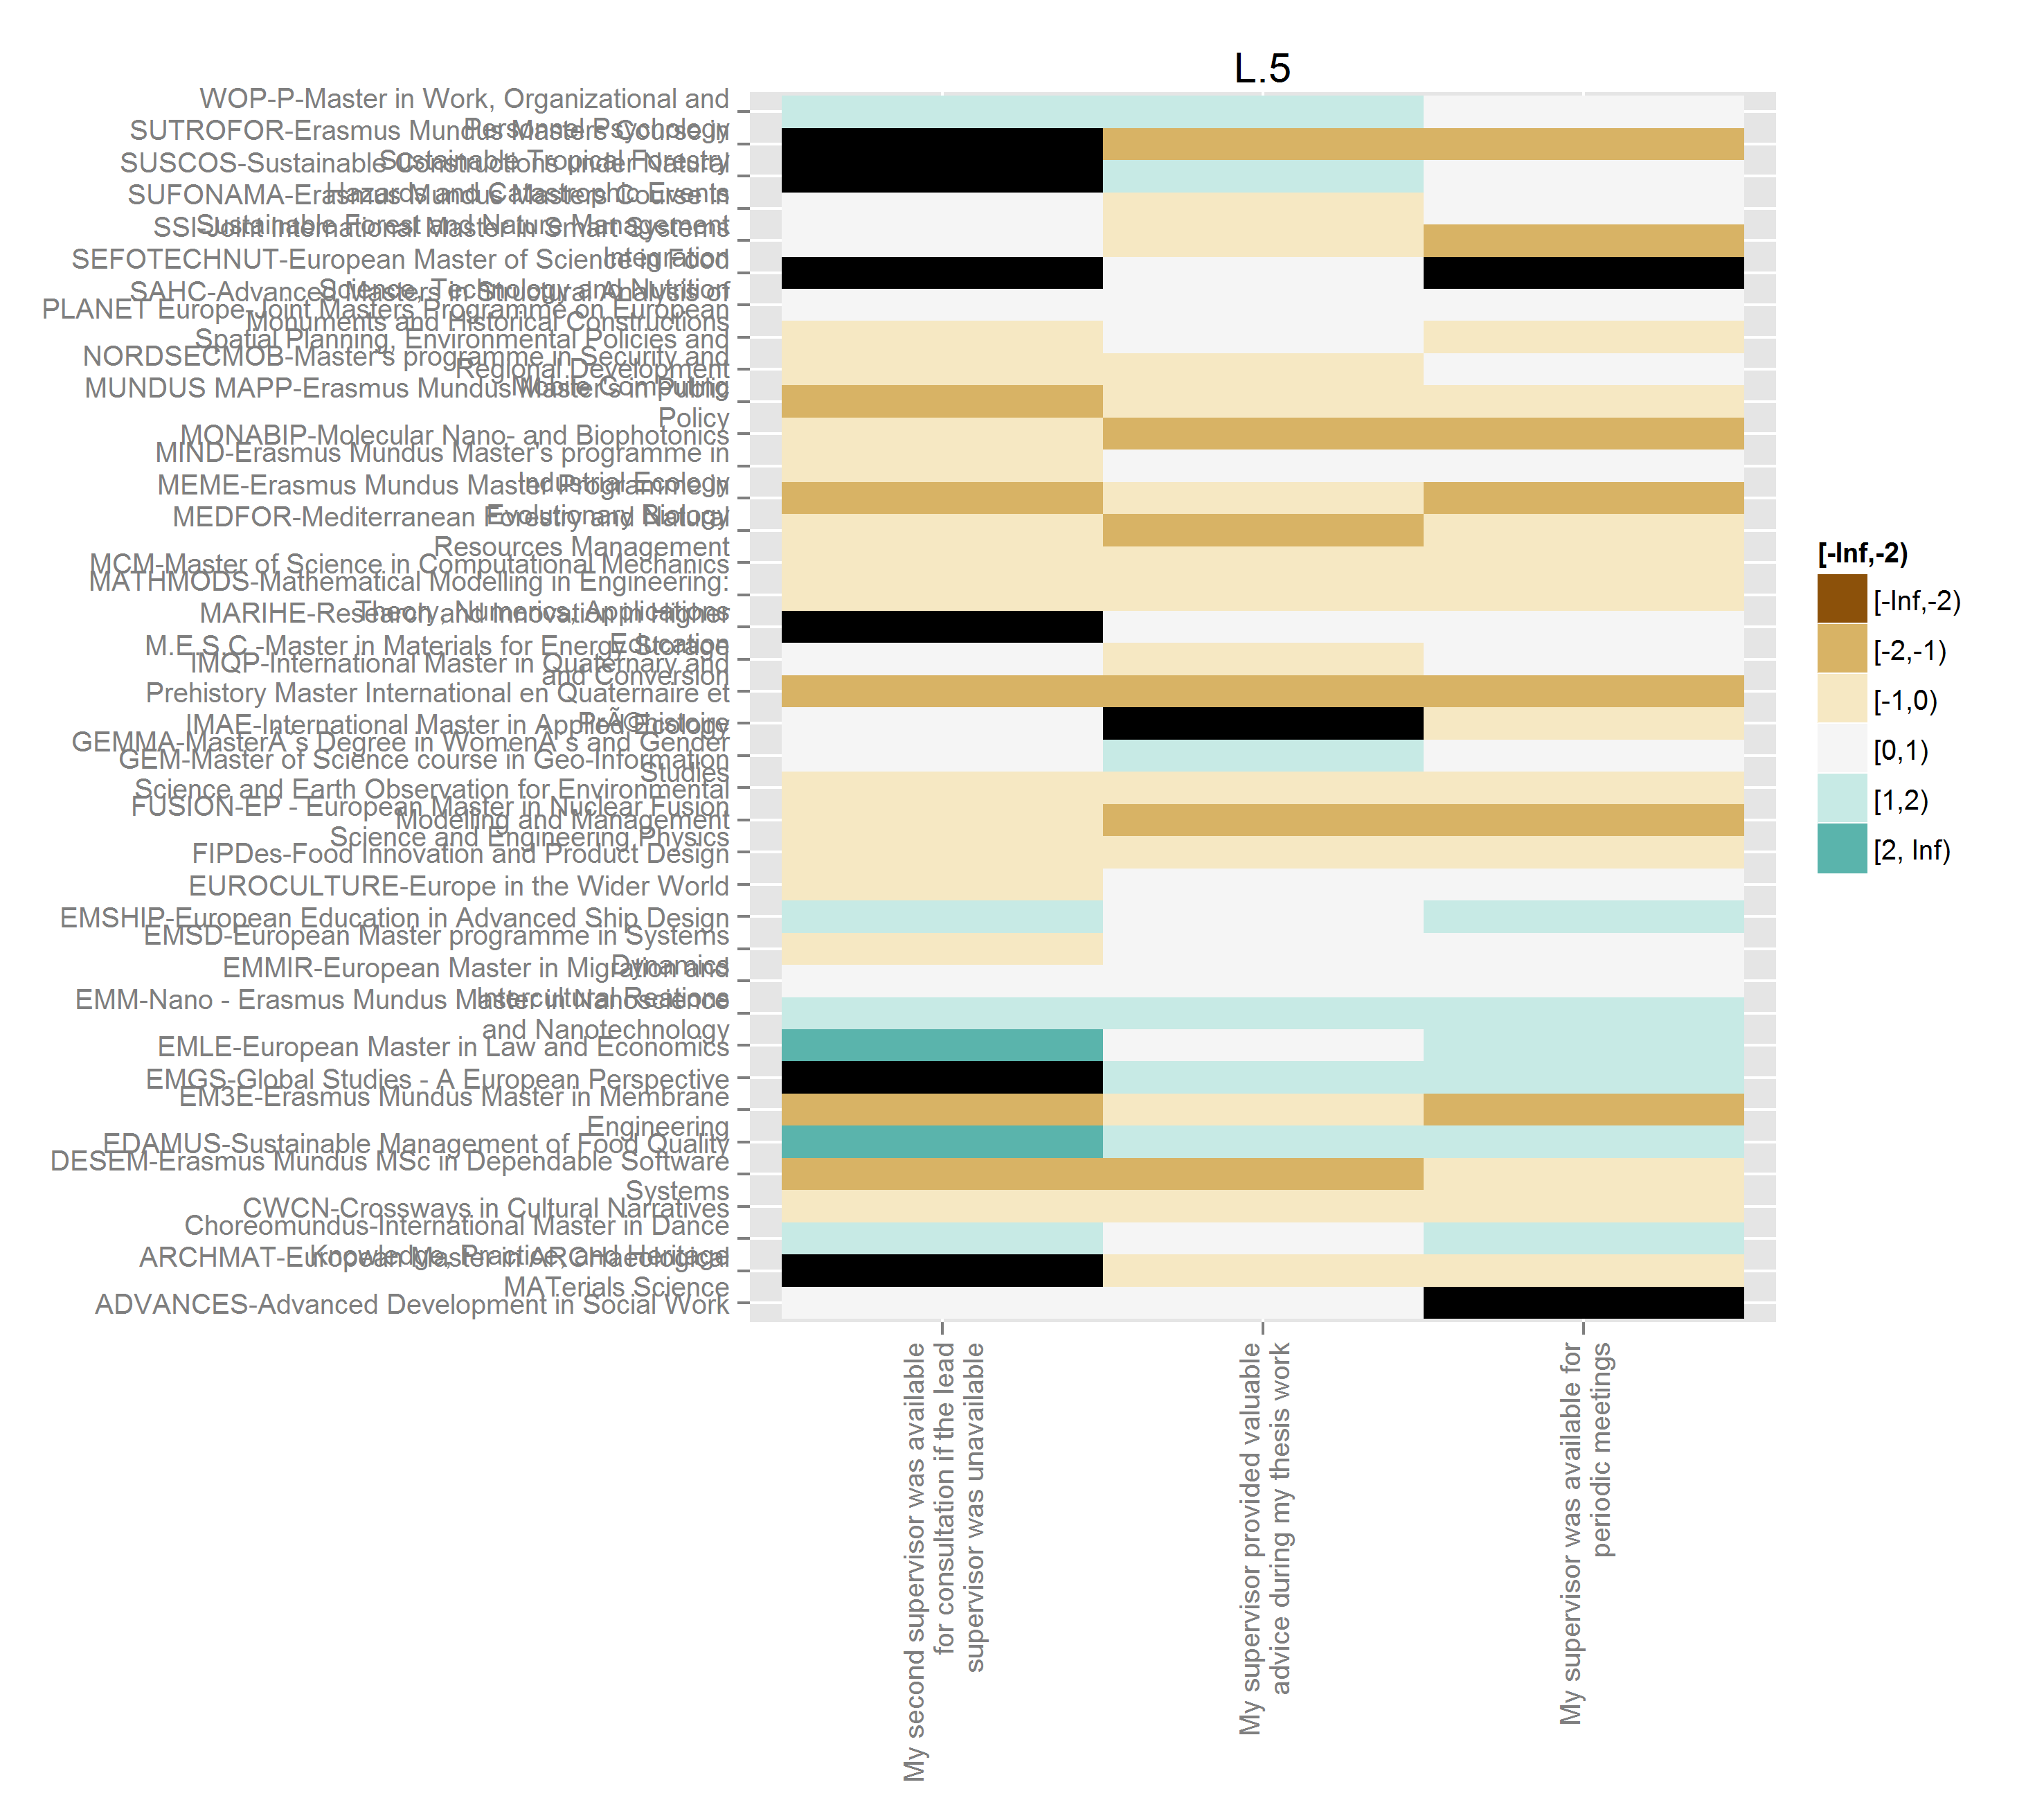 L.5
WOP-P-Master in Work, Organizational and
Personnel Psychology
SUTROFOR-Erasmus Mundus Masters Course in
Sustainable Tropical Forestry
SUSCOS-Sustainable Constructions under Natural
Hazards and Catastrophic Events
SUFONAMA-Erasmus Mundus Masters Course in
Sustainable Forest and Nature Management
SSI-Joint International Master in Smart Systems
Integration
SEFOTECHNUT-European Master of Science in Food
Science, Technology and Nutrition
SAHC-Advanced Masters in Structural Analysis of
Monuments and Historical Constructions
PLANET Europe-Joint Masters Programme on European
Spatial Planning, Environmental Policies and
Regional Development
NORDSECMOB-Master's programme in Security and
Mobile Computing
MUNDUS MAPP-Erasmus Mundus Master's in Public
Policy
MONABIP-Molecular Nano- and Biophotonics
MIND-Erasmus Mundus Master's programme in
Industrial Ecology
MEME-Erasmus Mundus Master Programme in
Evolutionary Biology
MEDFOR-Mediterranean Forestry and Natural
Resources Management
MCM-Master of Science in Computational Mechanics
MATHMODS-Mathematical Modelling in Engineering:
Theory, Numerics, Applications
MARIHE-Research and Innovation in Higher
Education
M.E.S.C.-Master in Materials for Energy Storage
and Conversion
IMQP-International Master in Quaternary and
Prehistory Master International en Quaternaire et
PrÃ©histoire
IMAE-International Master in Applied Ecology
GEMMA-MasterÂ´s Degree in WomenÂ´s and Gender
Studies
GEM-Master of Science course in Geo-Information
Science and Earth Observation for Environmental
Modelling and Management
FUSION-EP - European Master in Nuclear Fusion
Science and Engineering Physics
FIPDes-Food Innovation and Product Design
EUROCULTURE-Europe in the Wider World
EMSHIP-European Education in Advanced Ship Design
EMSD-European Master programme in Systems
Dynamics
EMMIR-European Master in Migration and
Intercultural Reations
EMM-Nano - Erasmus Mundus Master in Nanoscience
and Nanotechnology
EMLE-European Master in Law and Economics
EMGS-Global Studies - A European Perspective
EM3E-Erasmus Mundus Master in Membrane
Engineering
EDAMUS-Sustainable Management of Food Quality
DESEM-Erasmus Mundus MSc in Dependable Software
Systems
CWCN-Crossways in Cultural Narratives
Choreomundus-International Master in Dance
Knowledge, Practice, and Heritage
ARCHMAT-European Master in ARCHaeological
MATerials Science
ADVANCES-Advanced Development in Social Work
My second supervisor was available
for consultation if the lead
supervisor was unavailable
My supervisor provided valuable
advice during my thesis work
My supervisor was available for
periodic meetings
[-Inf,-2)
[-Inf,-2)
[-2,-1)
[-1,0)
[0,1)
[1,2)
[2, Inf)